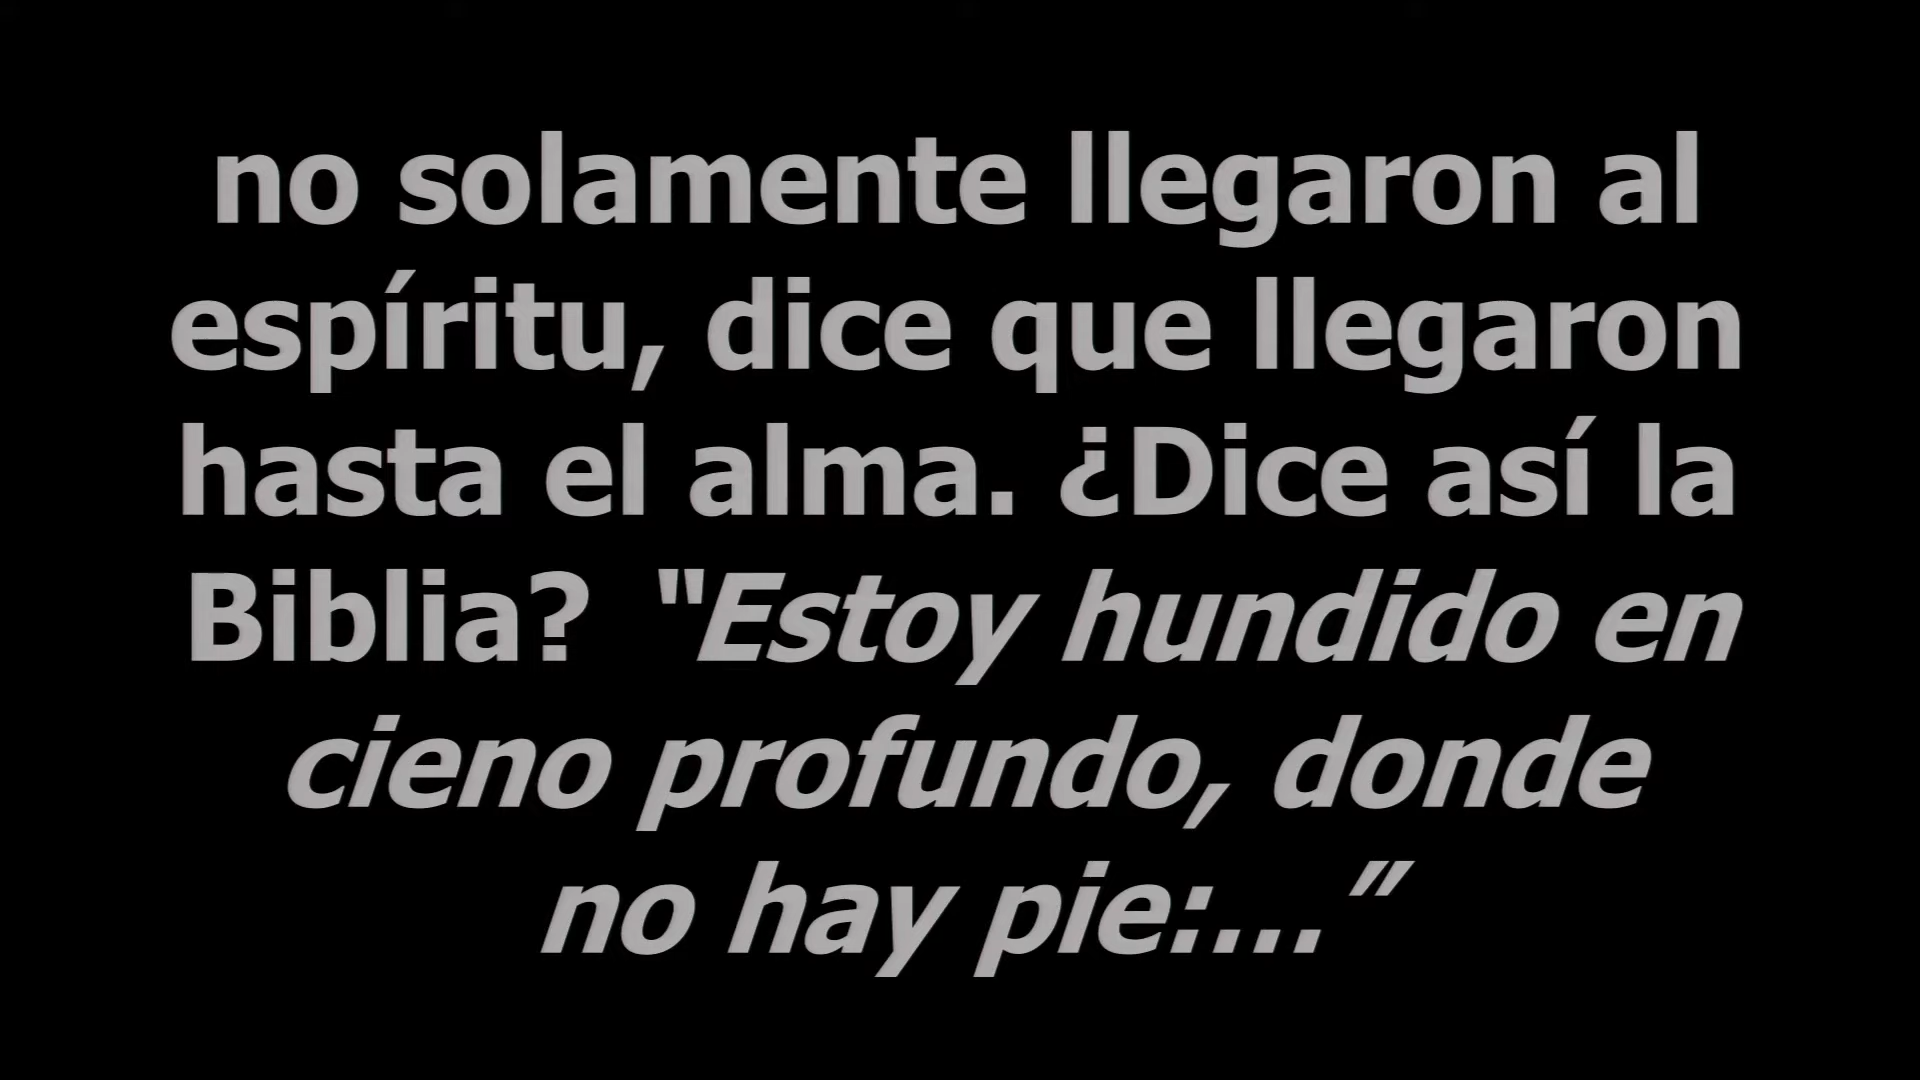 no solamente llegaron al
espíritu, dice que llegaron
hasta el alma. ¿Dice así la
Biblia? “Estoy hundido en
cieno profundo, donde
no hay pie:...”